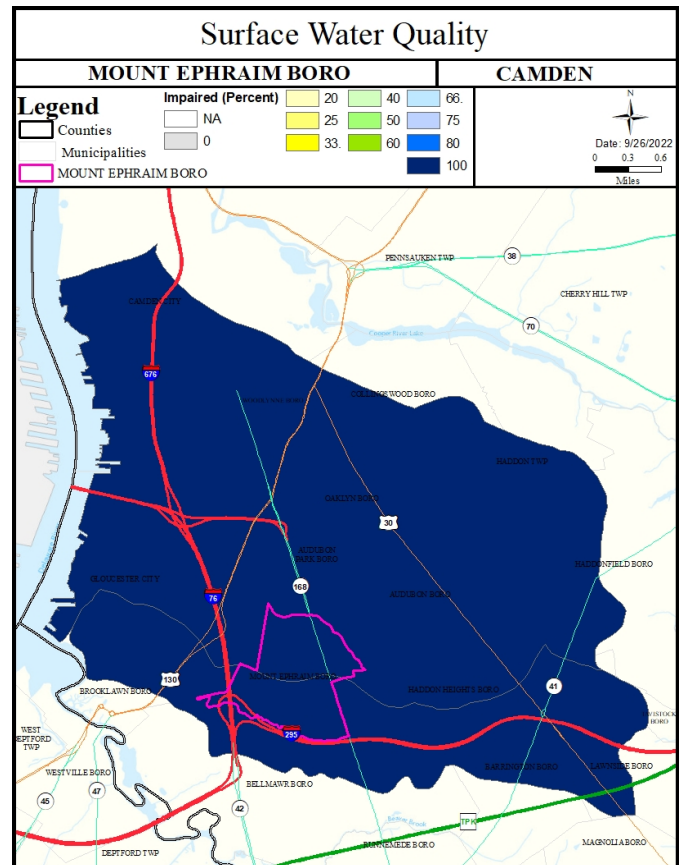 Surface Water Quality
MOUNT EPHRAIM BORO
CAMDEN
Legend
Counties
Municipalities
MOUNT EPHRAIM BORO
Impaired (Percent)
NA
0
20
25
33.
40
50
60
66.
75
80
100
N
Date: 9/26/2022
0 0.3 0.6
Miles
PENNSAUKEN TWP
38
CHERRY HILL TWP
CAMDEN CITY
70
Cooper River Lake
676
COLLINGSWOOD BORO
HADDON TWP
OAKLYN BORO
30
AUDUBON
PARK BORO
HADDONFIELD BORO
GLOUCESTER CITY
168
76
AUDUBON BORO
MOUNT EPHRAIM BORO
130
BROOKLAWN BORO
HADDON HEIGHTS BORO
41
BORO
WEST
DEPTFORD
TWP
295
WESTVILLE BORO
BARRINGTON BORO
LAWNSIDE BORO
BELLMAWR BORO
45
47
42
TPK
RUNNEMEDE BORO
MAGNOLIA BORO
DEPTFORD TWP